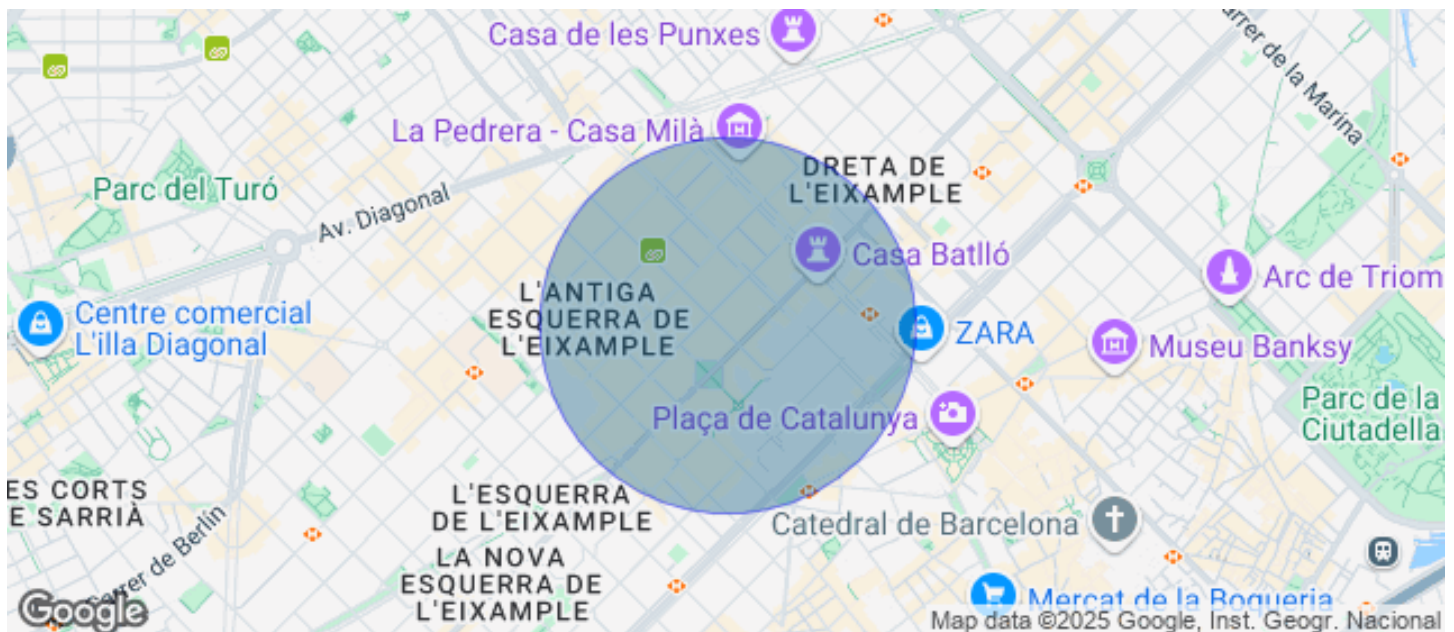 Casa de les Punxes
Carrer de la Marina
La Pedrera - Casa Milà
DRETA DE
L'EIXAMPLE
Parc del Turó
Av. Diagonal
Casa Batlló
Arc de Triom
L'ANTIGA
ESQUERRA DE
L'EIXAMPLE
Centre comercial
L'illa Diagonal
ZARA
Museu Banksy
Plaça de Catalunya
Parc de la
Ciutadella
ES CORTS
E SARRIÀ
L'ESQUERRA
DE L'EIXAMPLE
Catedral de Barcelona
Carrer de Berlín
LA NOVA
ESQUERRA DE
L'EIXAMPLE
Mercat de la Boqueria
Google
Map data ©2025 Google, Inst. Geogr. Nacional